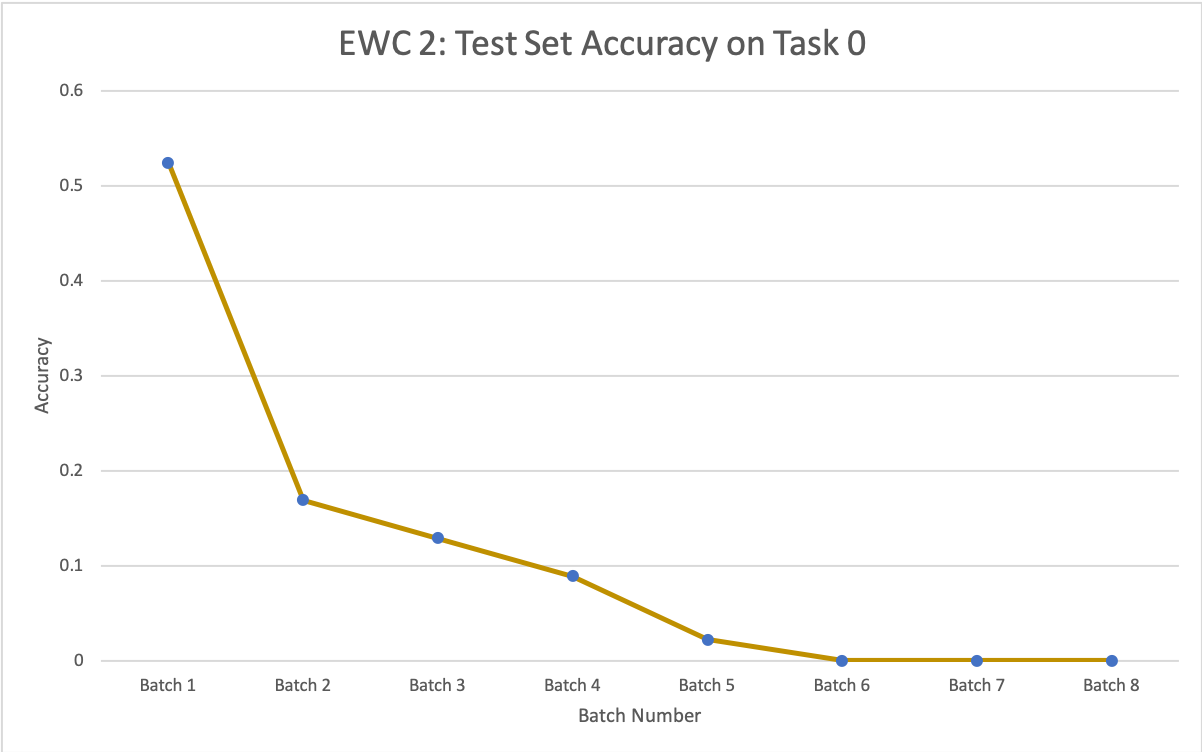 EWC 2: Test Set Accuracy on Task 0
0.6
0.5
0.4
0.3
0.2
0.1
0
Accuracy
Batch 1 Batch 2 Batch 3 Batch 4 Batch 5 Batch 6 Batch 7 Batch 8
Batch Number